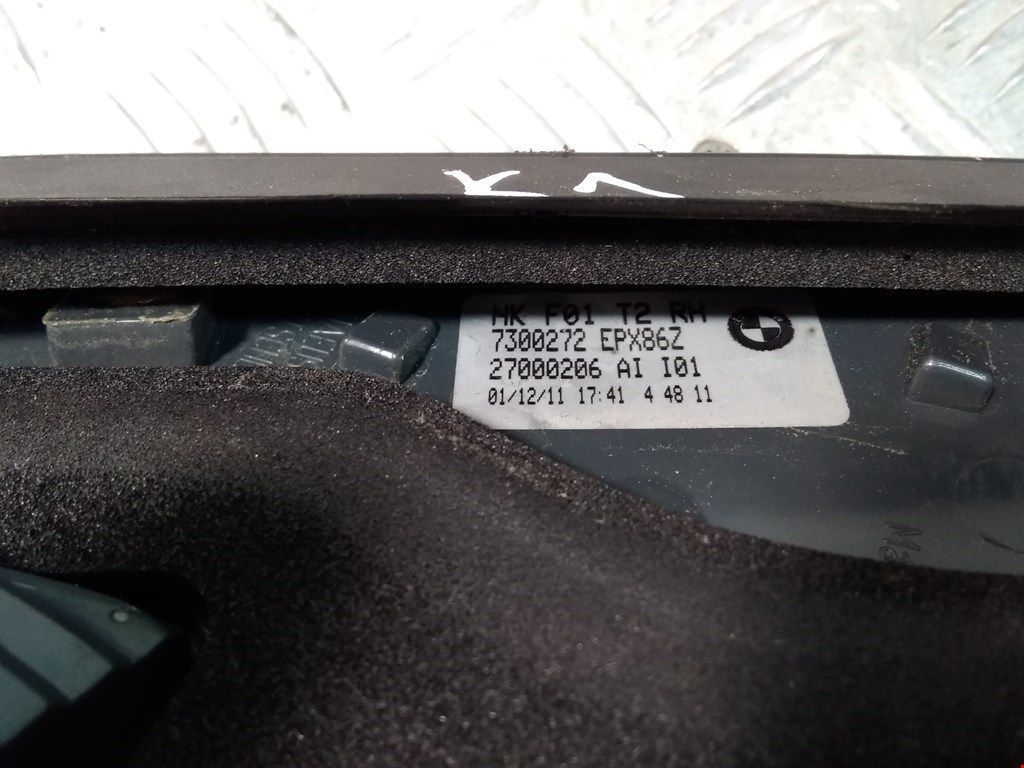 HK F01 T2 RH
7300272 EPX86Z
27000206 AI I01
01/12/11 17:41 4 48 11